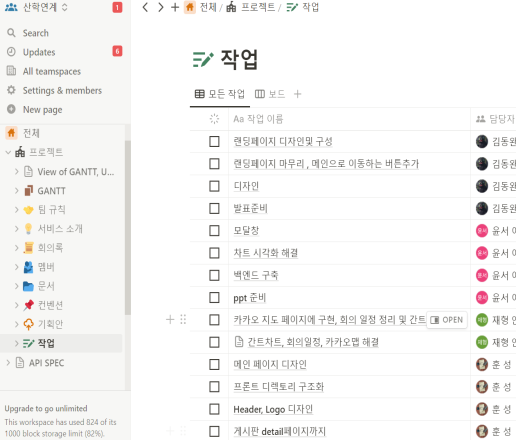 산학연계 1
Search
Updates 6
All teamspaces
Settings & members
New page
전체
프로젝트
View of GANTT, U...
GANTT
팀 규칙
서비스 소개
회의록
멤버
문서
컨벤션
기획안
작업
API SPEC
Upgrade to go unlimited
This workspace has used 824 of its
1000 block storage limit (82%).
전체 / 프로젝트 / 작업
작업
모든 작업 보드
Aa 작업 이름 담당자
랜딩페이지 디자인및 구성 김동완
랜딩페이지 마무리 , 메인으로 이동하는 버튼추가 김동완
디자인 김동완
발표준비 김동완
모달창 윤서
차트 시각화 해결 윤서
백엔드 구축 윤서
ppt 준비 윤서
카카오 지도 페이지에 구현, 회의 일정 정리 및 간트 OPEN 재형
간트차트, 회의일정, 카카오맵 해결 재형
메인 페이지 디자인 훈 성
프론트 디렉토리 구조화 훈 성
Header, Logo 디자인 훈 성
게시판 detail페이지까지 훈 성